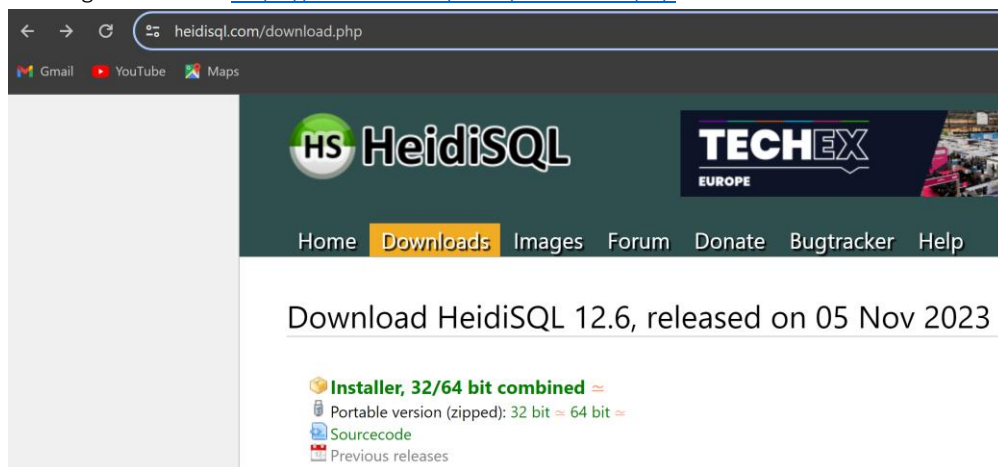 heidisql.com/download.php
Gmail YouTube Maps
HS HeidiSQL
TECHEX
EUROPE
Home Downloads Images Forum Donate Bugtracker Help
Download HeidiSQL 12.6, released on 05 Nov 2023
Installer, 32/64 bit combined ≃
Portable version (zipped): 32 bit ≃ 64 bit ≃
Sourcecode
Previous releases